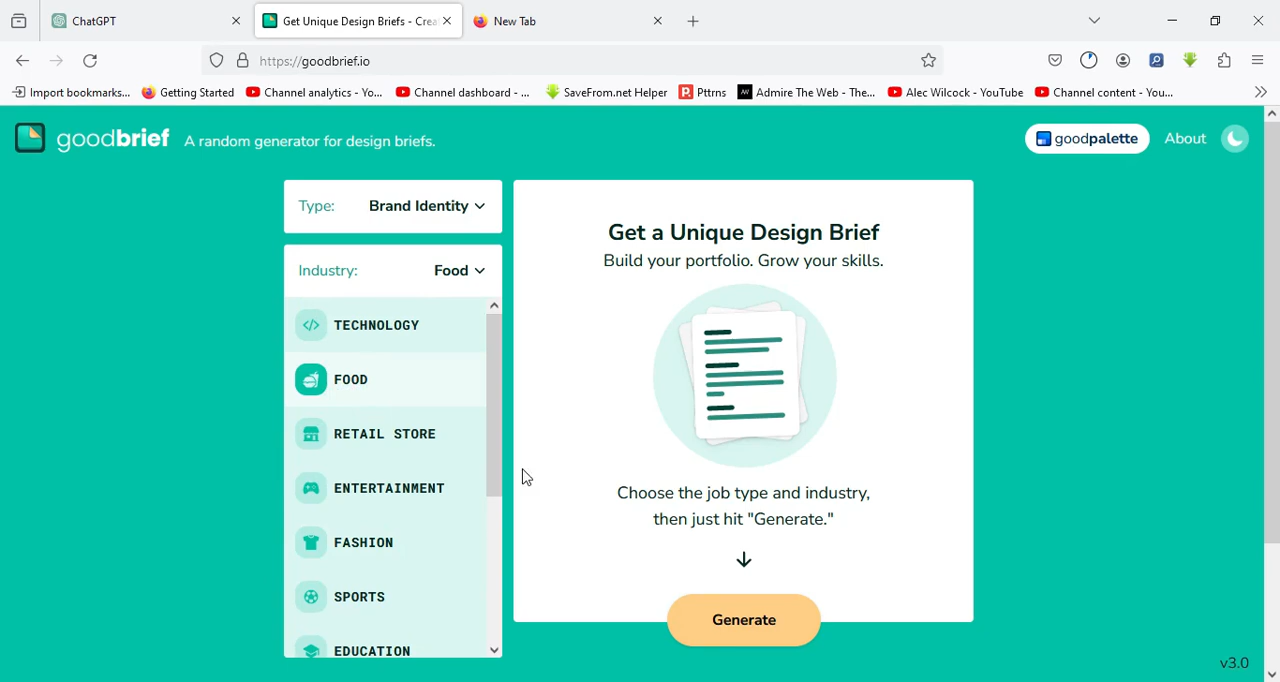 ChatGPT
Get Unique Design Briefs - Crea
New Tab
https://goodbrief.io
Import bookmarks...
Getting Started
Channel analytics - Yo...
Channel dashboard - ...
SaveFrom.net Helper
Pttrns
Admire The Web - The...
Alec Wilcock - YouTube
Channel content - You...
goodbrief
A random generator for design briefs.
goodpalette
About
Type: Brand Identity
Industry: Food
TECHNOLOGY
FOOD
RETAIL STORE
ENTERTAINMENT
FASHION
SPORTS
EDUCATION
Get a Unique Design Brief
Build your portfolio. Grow your skills.
Choose the job type and industry,
then just hit "Generate."
Generate
v3.0